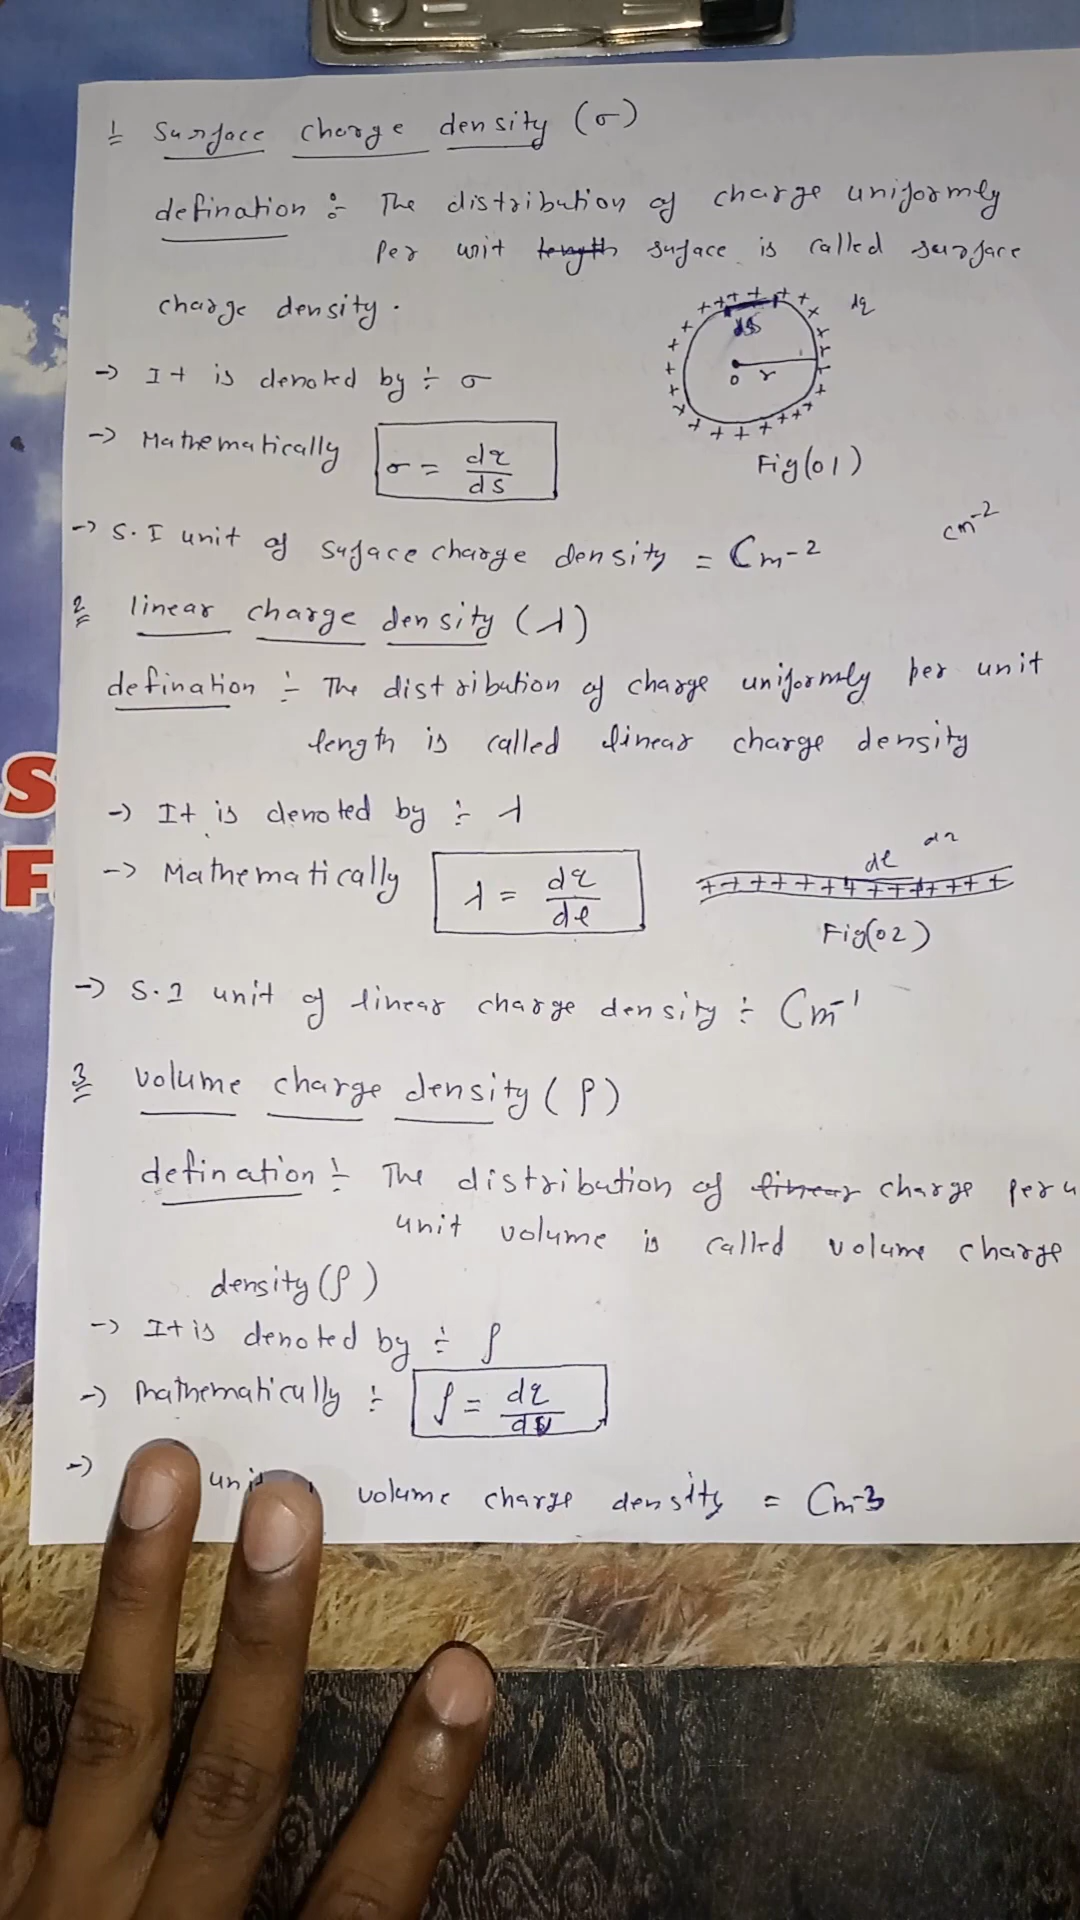 1 Surface charge density (σ)
defination :- The distribution of charge uniformly
per unit length suface is called surface
charge density.
dq
ds
o r
→ It is denoted by ÷ σ
→ Mathematically σ = dq/ds
Fig(01)
→ S.I unit of suface charge density = Cm-2
cm-2
2 linear charge density (λ)
defination ÷ The distribution of charge uniformly per unit
length is called linear charge density
→ It is denoted by ÷ λ
→ Mathematically λ = dq/dl
dl dq
Fig(02)
→ S.I unit of linear charge density ÷ Cm-1
3 volume charge density (ρ)
defination ÷ The distribution of linear charge per u
unit volume is called volume charge
density (ρ)
→ It is denoted by ÷ ρ
→ Mathematically ÷ ρ = dq/dv
→ volume charge density = Cm-3
S
F